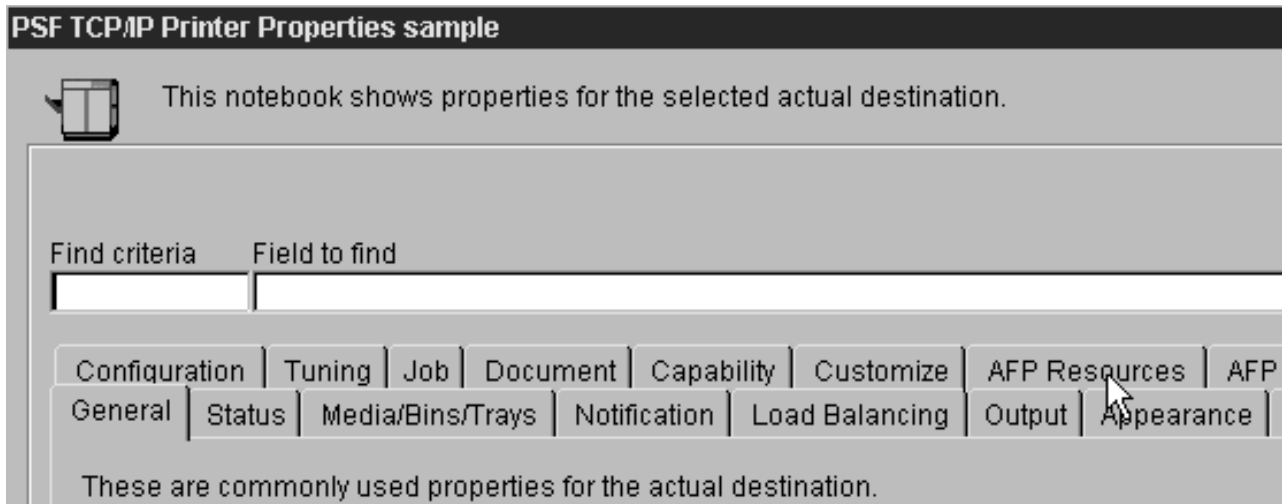 PSF TCP/IP Printer Properties sample
This notebook shows properties for the selected actual destination.
Find criteria Field to find
Configuration Tuning Job Document Capability Customize AFP Resources AFP
General Status Media/Bins/Trays Notification Load Balancing Output Appearance
These are commonly used properties for the actual destination.